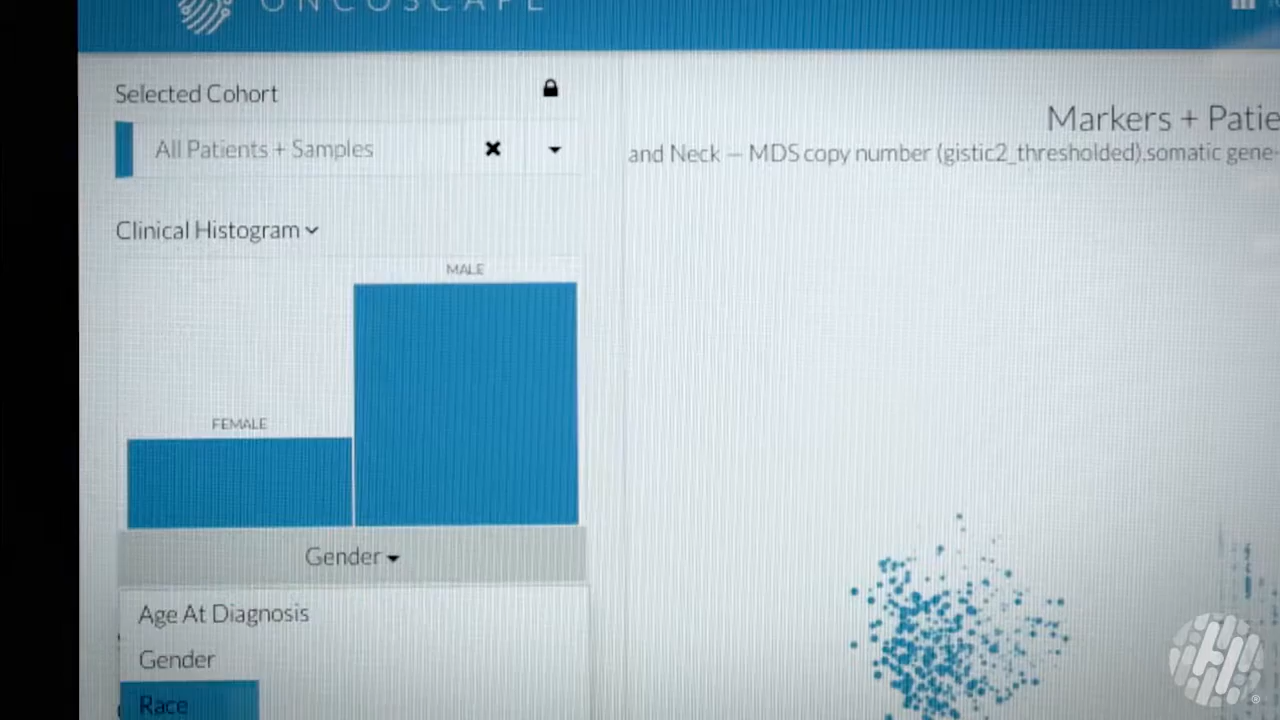 ONCOSCAPE
Selected Cohort
All Patients + Samples
Markers + Patie
and Neck – MDS copy number (gistic2_thresholded),somatic gene-
Clinical Histogram
MALE
FEMALE
Gender
Age At Diagnosis
Gender
Race